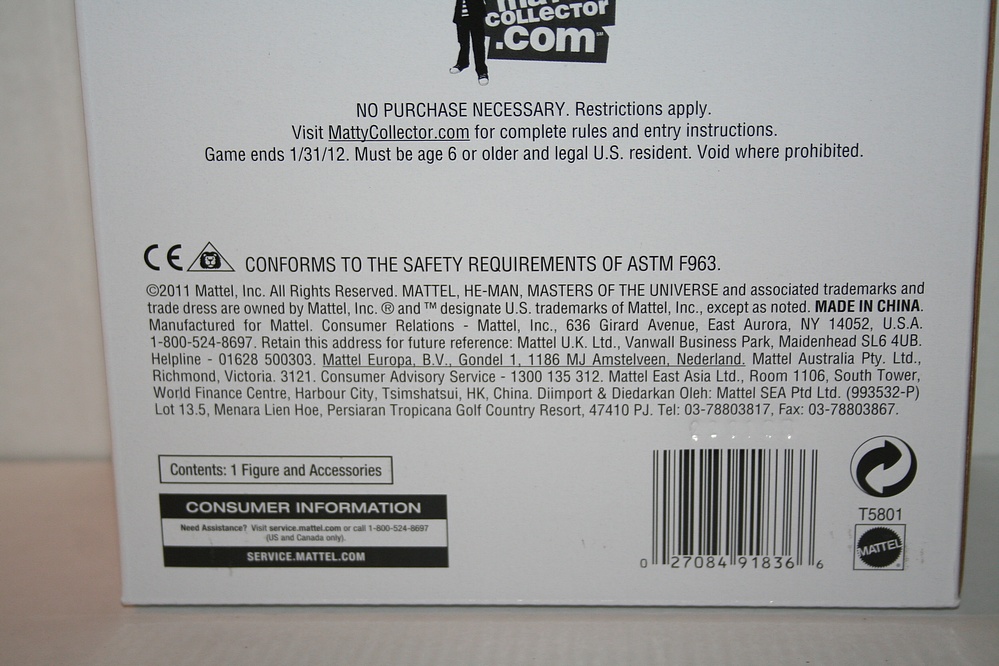 COLLECTOR
.com
NO PURCHASE NECESSARY. Restrictions apply.
Visit MattyCollector.com for complete rules and entry instructions.
Game ends 1/31/12. Must be age 6 or older and legal U.S. resident. Void where prohibited.
CE CONFORMS TO THE SAFETY REQUIREMENTS OF ASTM F963.
©2011 Mattel, Inc. All Rights Reserved. MATTEL, HE-MAN, MASTERS OF THE UNIVERSE and associated trademarks and
trade dress are owned by Mattel, Inc. ® and ™ designate U.S. trademarks of Mattel, Inc., except as noted. MADE IN CHINA.
Manufactured for Mattel. Consumer Relations - Mattel, Inc., 636 Girard Avenue, East Aurora, NY 14052, U.S.A.
1-800-524-8697. Retain this address for future reference: Mattel U.K. Ltd., Vanwall Business Park, Maidenhead SL6 4UB.
Helpline - 01628 500303. Mattel Europa, B.V., Gondel 1, 1186 MJ Amstelveen, Nederland. Mattel Australia Pty. Ltd.,
Richmond, Victoria. 3121. Consumer Advisory Service - 1300 135 312. Mattel East Asia Ltd., Room 1106, South Tower,
World Finance Centre, Harbour City, Tsimshatsui, HK, China. Diimport & Diedarkan Oleh: Mattel SEA Ptd Ltd. (993532-P)
Lot 13.5, Menara Lien Hoe, Persiaran Tropicana Golf Country Resort, 47410 PJ. Tel: 03-78803817, Fax: 03-78803867.
Contents: 1 Figure and Accessories
CONSUMER INFORMATION
Need Assistance? Visit service.mattel.com or call 1-800-524-8697
(US and Canada only).
SERVICE.MATTEL.COM
0 27084 91836 6
T5801
MATTEL